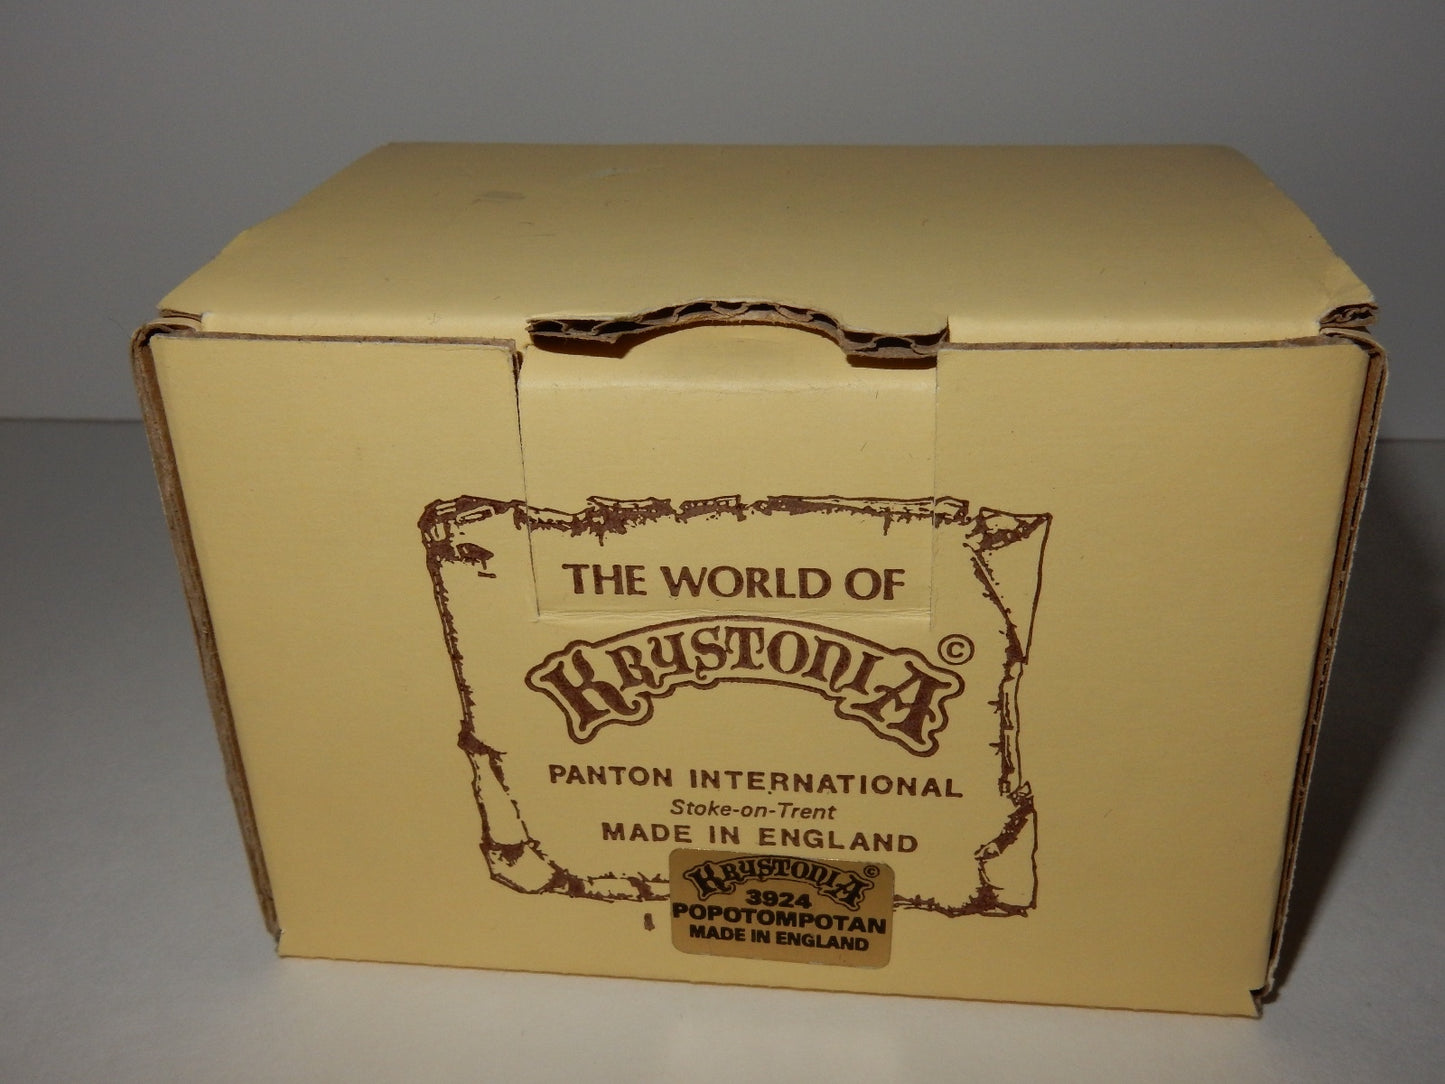 THE WORLD OF
KRYSTONIA ©
PANTON INTERNATIONAL
Stoke-on-Trent
MADE IN ENGLAND
KRYSTONIA ©
3924
POPOTOMPOTAN
MADE IN ENGLAND